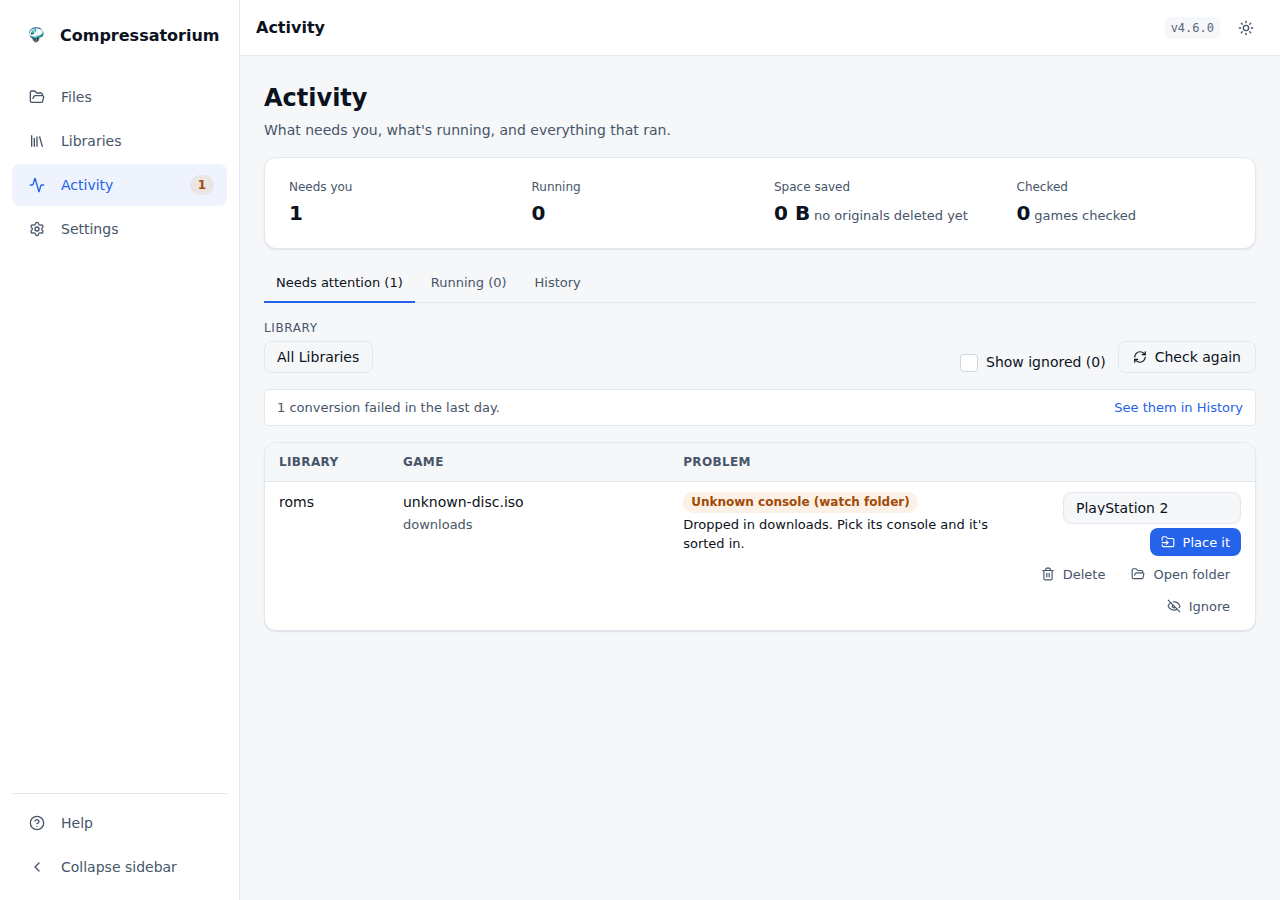 Compressatorium
Activity
v4.6.0
Files
Libraries
Activity 1
Settings
Activity
What needs you, what's running, and everything that ran.
Needs you
1
Running
0
Space saved
0 B no originals deleted yet
Checked
0 games checked
Needs attention (1)
Running (0)
History
LIBRARY
All Libraries
Show ignored (0)
Check again
1 conversion failed in the last day.
See them in History
LIBRARY
GAME
PROBLEM
roms
unknown-disc.iso
downloads
Unknown console (watch folder)
Dropped in downloads. Pick its console and it's
sorted in.
PlayStation 2
Place it
Delete
Open folder
Ignore
Help
Collapse sidebar